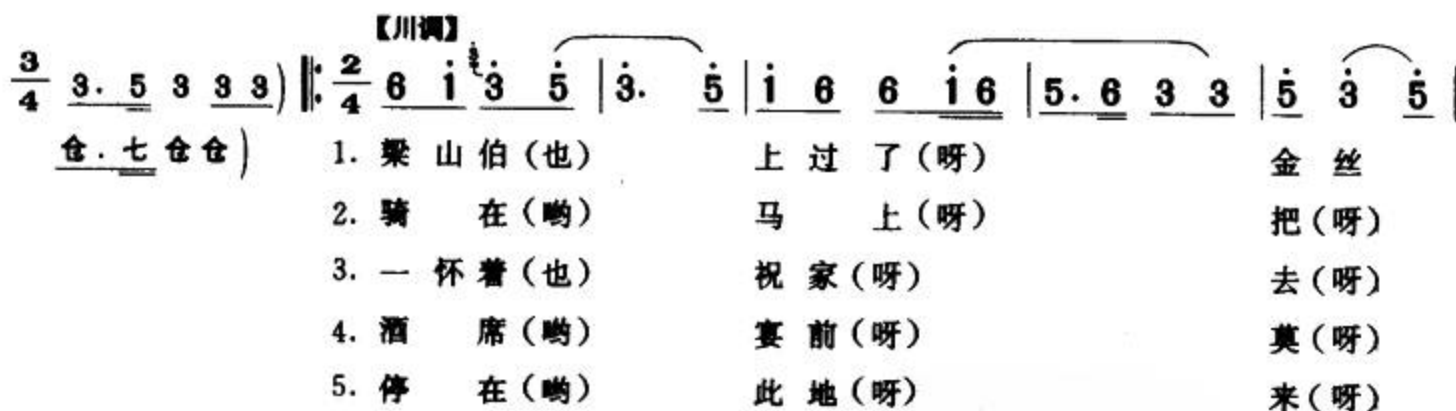 【川调】
3/4 3. 5 3 3 3) ‖: 2/4 6 i̇ 3̇ 5̇ | 3̇. 5̇ | i̇ 6 6 i̇ 6 | 5. 6 3 3 | 5̇ 3̇ 5̇ |
仓.七仓仓) 1. 梁山伯(也) 上过了(呀) 金丝
2. 骑在(哟) 马上(呀) 把(呀)
3. 一怀着(也) 祝家(呀) 去(呀)
4. 酒席(哟) 宴前(呀) 莫(呀)
5. 停在(哟) 此地(呀) 来(呀)